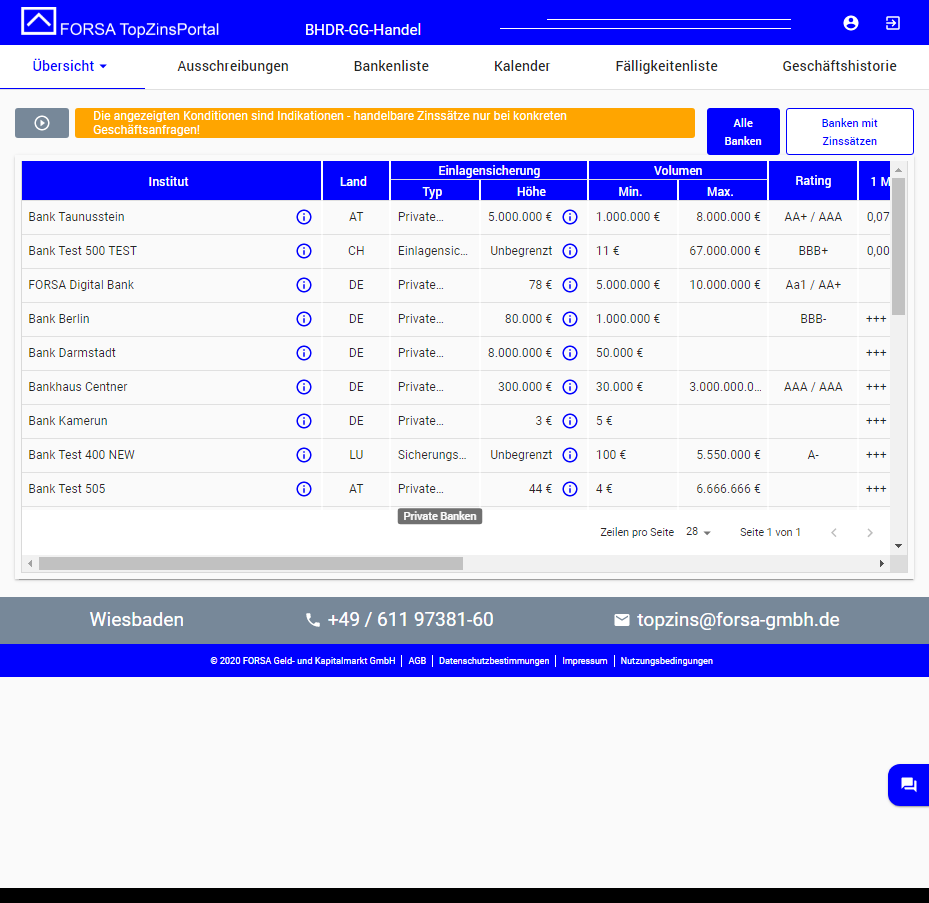 FORSA TopZinsPortal
BHDR-GG-Handel
Übersicht
Ausschreibungen
Bankenliste
Kalender
Fälligkeitenliste
Geschäftshistorie
Die angezeigten Konditionen sind Indikationen - handelbare Zinssätze nur bei konkreten
Geschäftsanfragen!
Alle
Banken
Banken mit
Zinssätzen
Institut Land Einlagensicherung Volumen Rating 1 M
Typ Höhe Min. Max.
Bank Taunusstein AT Private... 5.000.000 € 1.000.000 € 8.000.000 € AA+ / AAA 0,07
Bank Test 500 TEST CH Einlagensic... Unbegrenzt 11 € 67.000.000 € BBB+ 0,00
FORSA Digital Bank DE Private... 78 € 5.000.000 € 10.000.000 € Aa1 / AA+
Bank Berlin DE Private... 80.000 € 1.000.000 € BBB- +++
Bank Darmstadt DE Private... 8.000.000 € 50.000 € +++
Bankhaus Centner DE Private... 300.000 € 30.000 € 3.000.000.0... AAA / AAA +++
Bank Kamerun DE Private... 3 € 5 € +++
Bank Test 400 NEW LU Sicherungs... Unbegrenzt 100 € 5.550.000 € A- +++
Bank Test 505 AT Private... 44 € 4 € 6.666.666 € +++
Private Banken
Zeilen pro Seite 28 Seite 1 von 1
Wiesbaden
+49 / 611 97381-60
topzins@forsa-gmbh.de
© 2020 FORSA Geld- und Kapitalmarkt GmbH | AGB | Datenschutzbestimmungen | Impressum | Nutzungsbedingungen